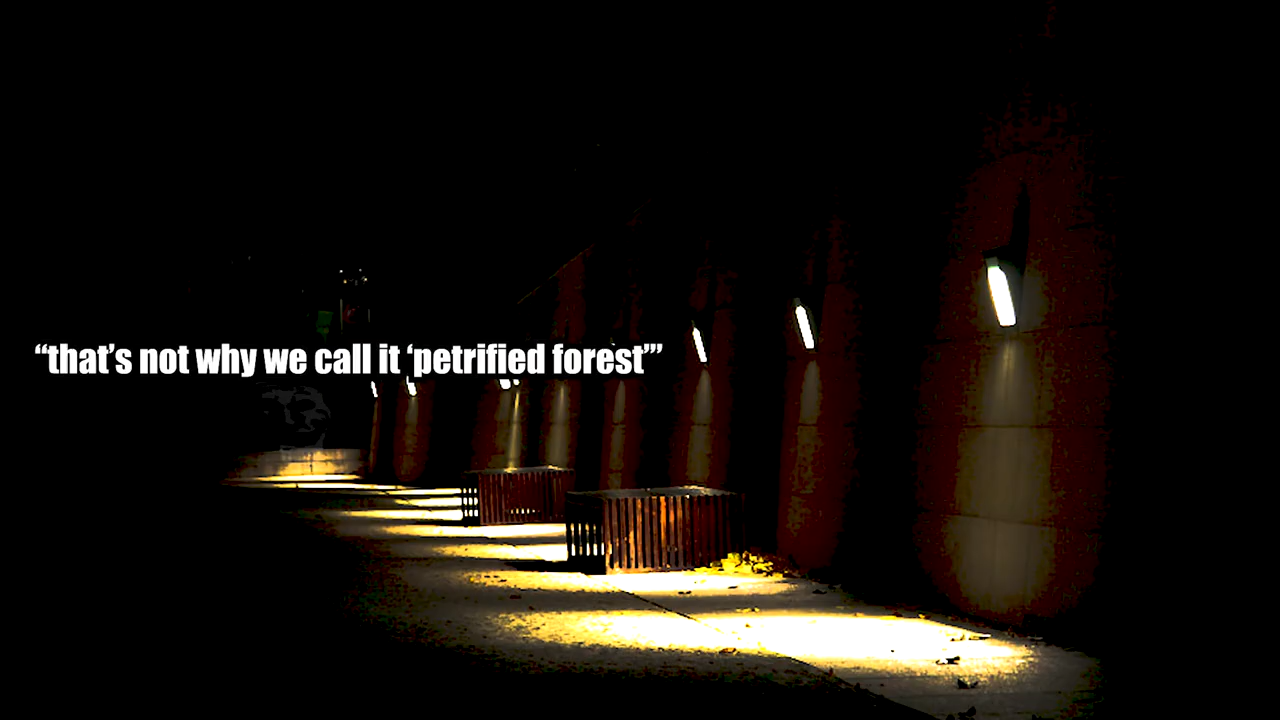 “that’s not why we call it ‘petrified forest’”